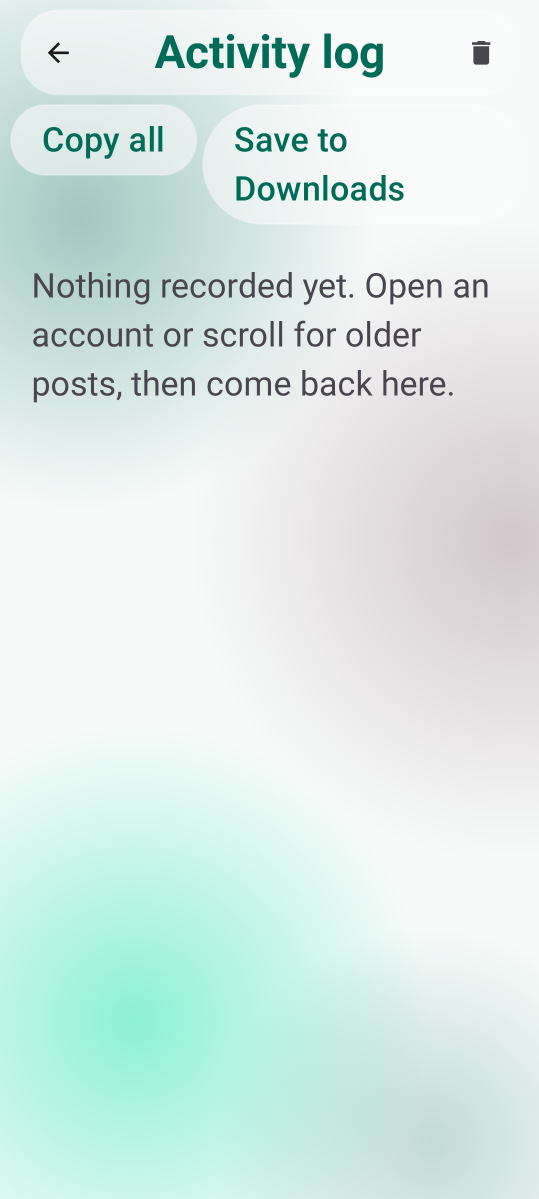 Activity log
Copy all
Save to
Downloads
Nothing recorded yet. Open an
account or scroll for older
posts, then come back here.